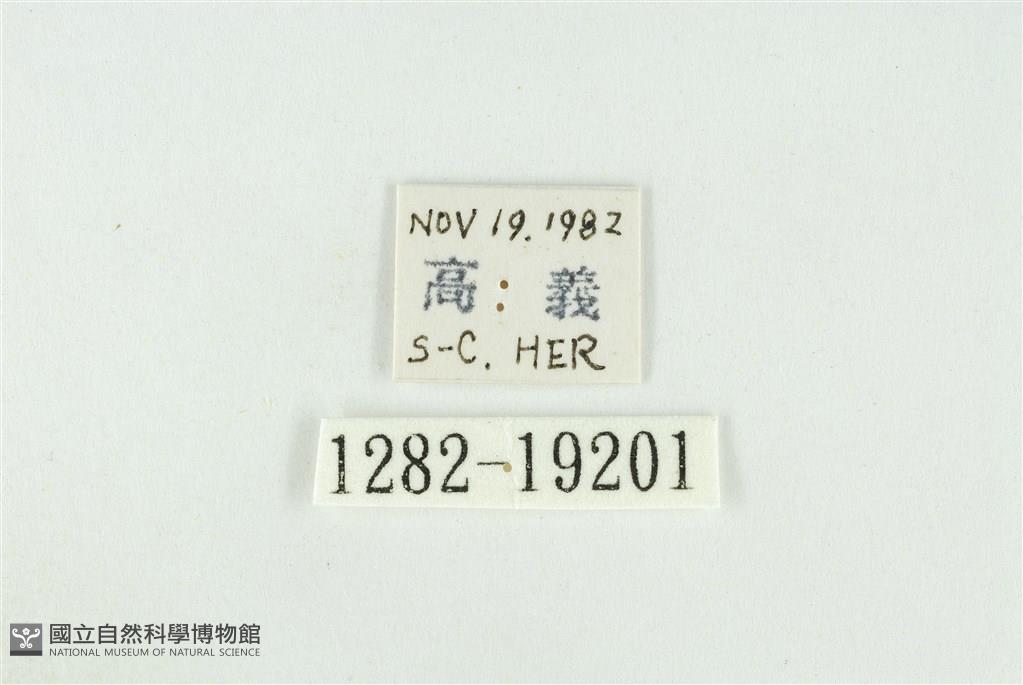 NOV 19. 1982
高 義
S-C. HER
1282-19201
國立自然科學博物館
NATIONAL MUSEUM OF NATURAL SCIENCE